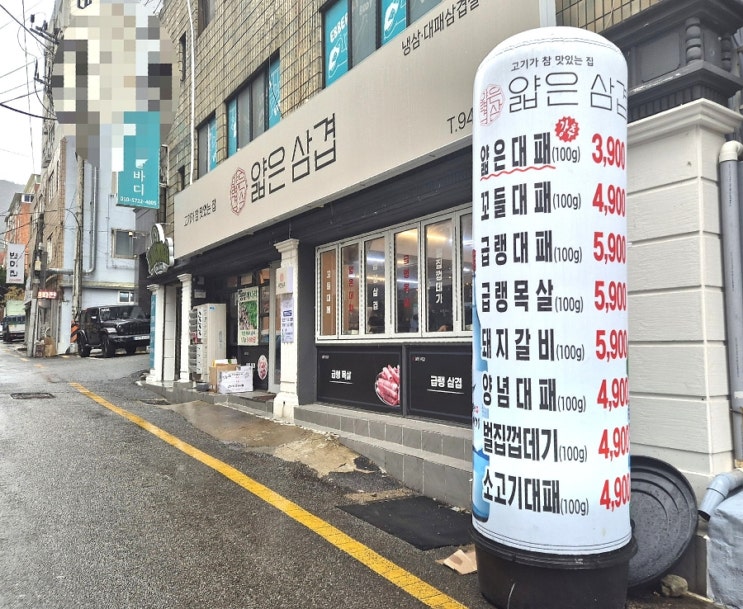 고기가 참 맛있는 집
얇은 삼겹
얇은대패(100g) 3,900
꼬들대패(100g) 4,900
급랭대패(100g) 5,900
급랭목살(100g) 5,900
돼지갈비(100g) 5,900
양념대패(100g) 4,900
벌집껍데기(100g) 4,900
소고기대패(100g) 4,900
냉삼·대패삼겹살
고기가 참 맛있는 집
얇은삼겹
T.94
바디
급랭 목살
급랭 삼겹